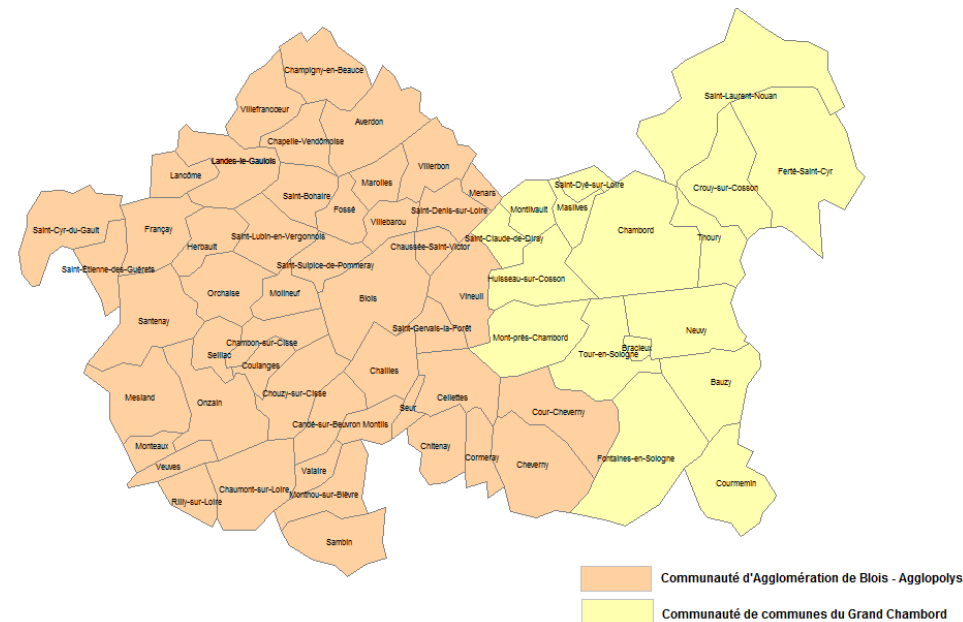 Champigny-en-Beauce
Saint-Laurent-Nouan
Villefrancœur
Averdon
Chapelle-Vendômoise
Landes-le-Gaulois
Villerbon
Lancôme
Ferté-Saint-Cyr
Marolles
Saint-Dyé-sur-Loire
Crouy-sur-Cosson
Menars
Saint-Bonaire
Fossé
Saint-Denis-sur-Loire
Montlivault
Maslives
Villebarou
Saint-Cyr-du-Gault
Françay
Chambord
Saint-Lubin-en-Vergonnois
Saint-Claude-de-Diray
Thoury
Herbault
Chaussée-Saint-Victor
Saint-Etienne-des-Guérets
Saint-Sulpice-de-Pommeray
Huisseau-sur-Cosson
Orchaise
Molineuf
Blois
Vineuil
Santenay
Saint-Gervais-la-Forêt
Neuvy
Mont-près-Chambord
Chambon-sur-Cisse
Bracieux
Seillac
Tour-en-Sologne
Coulanges
Chailles
Bauzy
Chouzy-sur-Cisse
Mesland
Onzain
Cellettes
Seur
Cour-Cheverny
Candé-sur-Beuvron
Montils
Monteaux
Chitenay
Cormeray
Fontaines-en-Sologne
Veuves
Valaire
Cheverny
Courmemin
Chaumont-sur-Loire
Monthou-sur-Bièvre
Rilly-sur-Loire
Sambin
Communauté d'Agglomération de Blois - Agglopolys
Communauté de communes du Grand Chambord